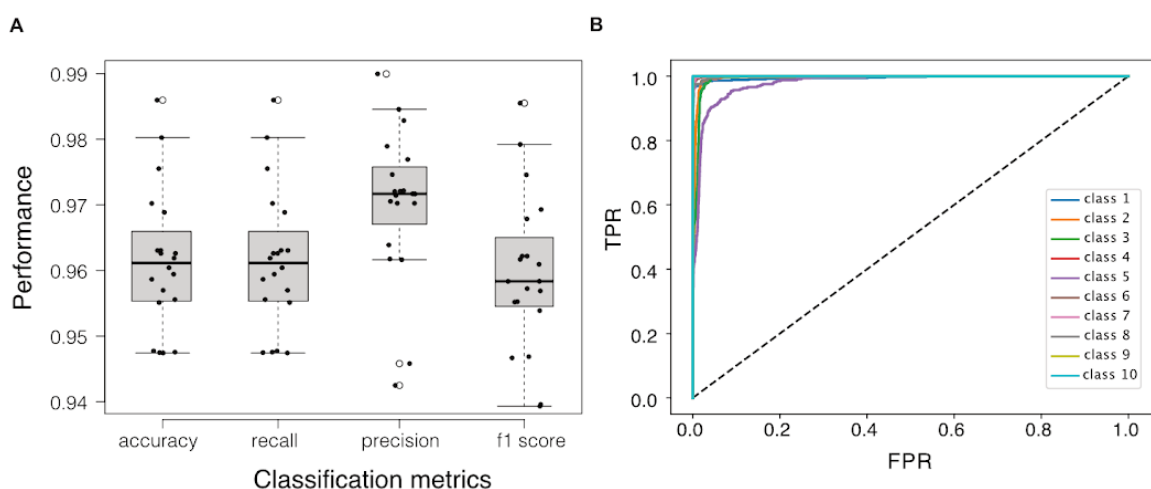 A
Performance
0.99
0.98
0.97
0.96
0.95
0.94
accuracy recall precision f1 score
Classification metrics
B
TPR
1.0
0.8
0.6
0.4
0.2
0.0
0.0 0.2 0.4 0.6 0.8 1.0
FPR
class 1
class 2
class 3
class 4
class 5
class 6
class 7
class 8
class 9
class 10